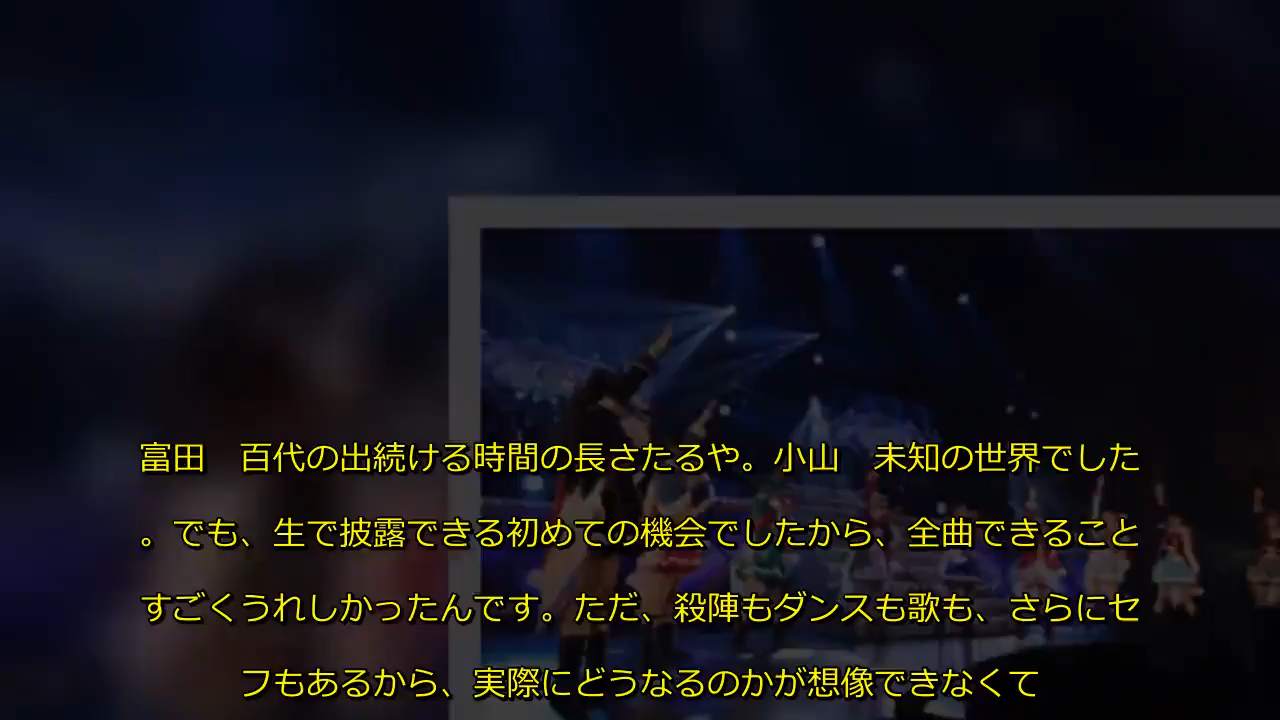 富田　百代の出続ける時間の長さたるや。小山　未知の世界でした
。でも、生で披露できる初めての機会でしたから、全曲できること
すごくうれしかったんです。ただ、殺陣もダンスも歌も、さらにセ
フもあるから、実際にどうなるのかが想像できなくて